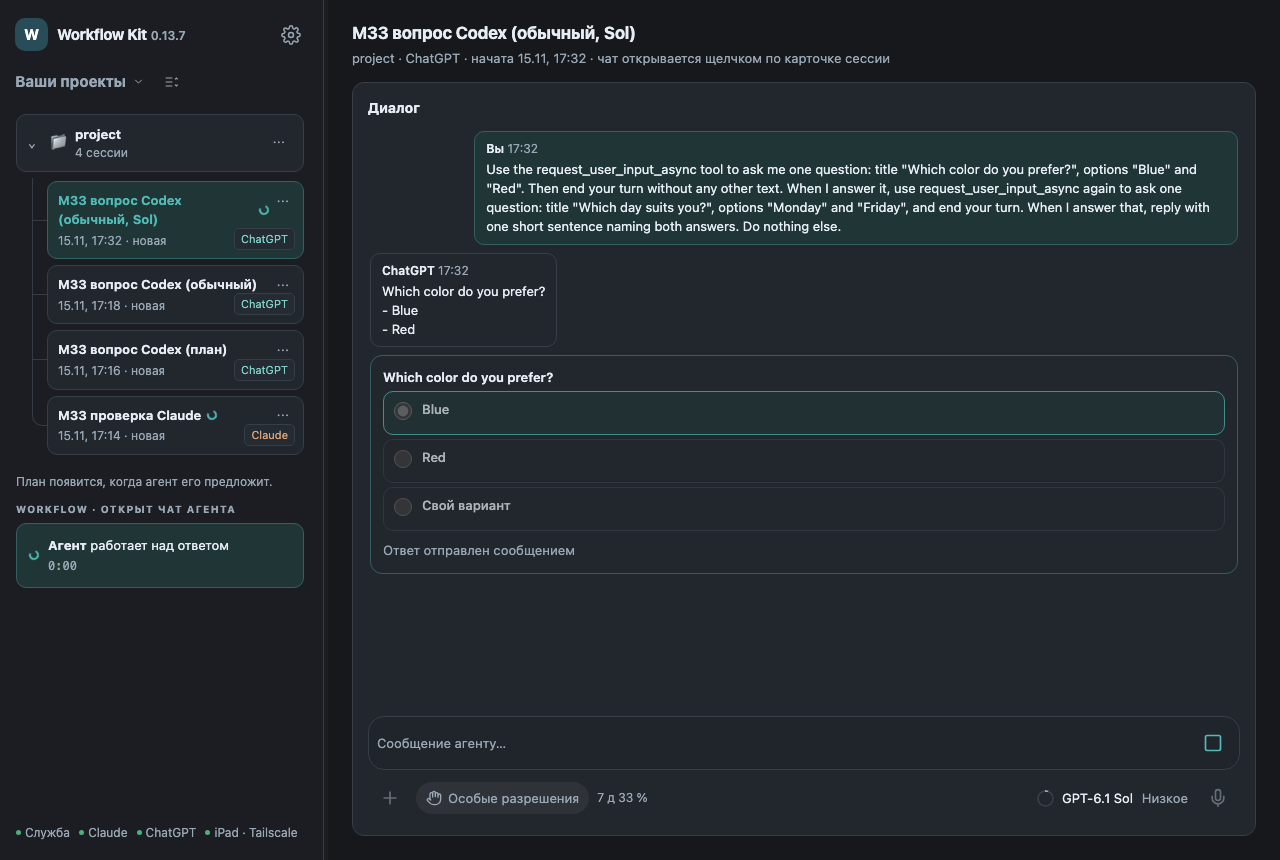 W Workflow Kit 0.13.7
Ваши проекты
project
4 сессии
М33 вопрос Codex
(обычный, Sol)
15.11, 17:32 · новая
ChatGPT
М33 вопрос Codex (обычный)
15.11, 17:18 · новая
ChatGPT
М33 вопрос Codex (план)
15.11, 17:16 · новая
ChatGPT
М33 проверка Claude
15.11, 17:14 · новая
Claude
План появится, когда агент его предложит.
WORKFLOW · ОТКРЫТ ЧАТ АГЕНТА
Агент работает над ответом
0:00
Служба Claude ChatGPT iPad · Tailscale
М33 вопрос Codex (обычный, Sol)
project · ChatGPT · начата 15.11, 17:32 · чат открывается щелчком по карточке сессии
Диалог
Вы 17:32
Use the request_user_input_async tool to ask me one question: title "Which color do you prefer?", options "Blue" and
"Red". Then end your turn without any other text. When I answer it, use request_user_input_async again to ask one
question: title "Which day suits you?", options "Monday" and "Friday", and end your turn. When I answer that, reply with
one short sentence naming both answers. Do nothing else.
ChatGPT 17:32
Which color do you prefer?
- Blue
- Red
Which color do you prefer?
Blue
Red
Свой вариант
Ответ отправлен сообщением
Сообщение агенту...
Особые разрешения 7 д 33 %
GPT-6.1 Sol Низкое